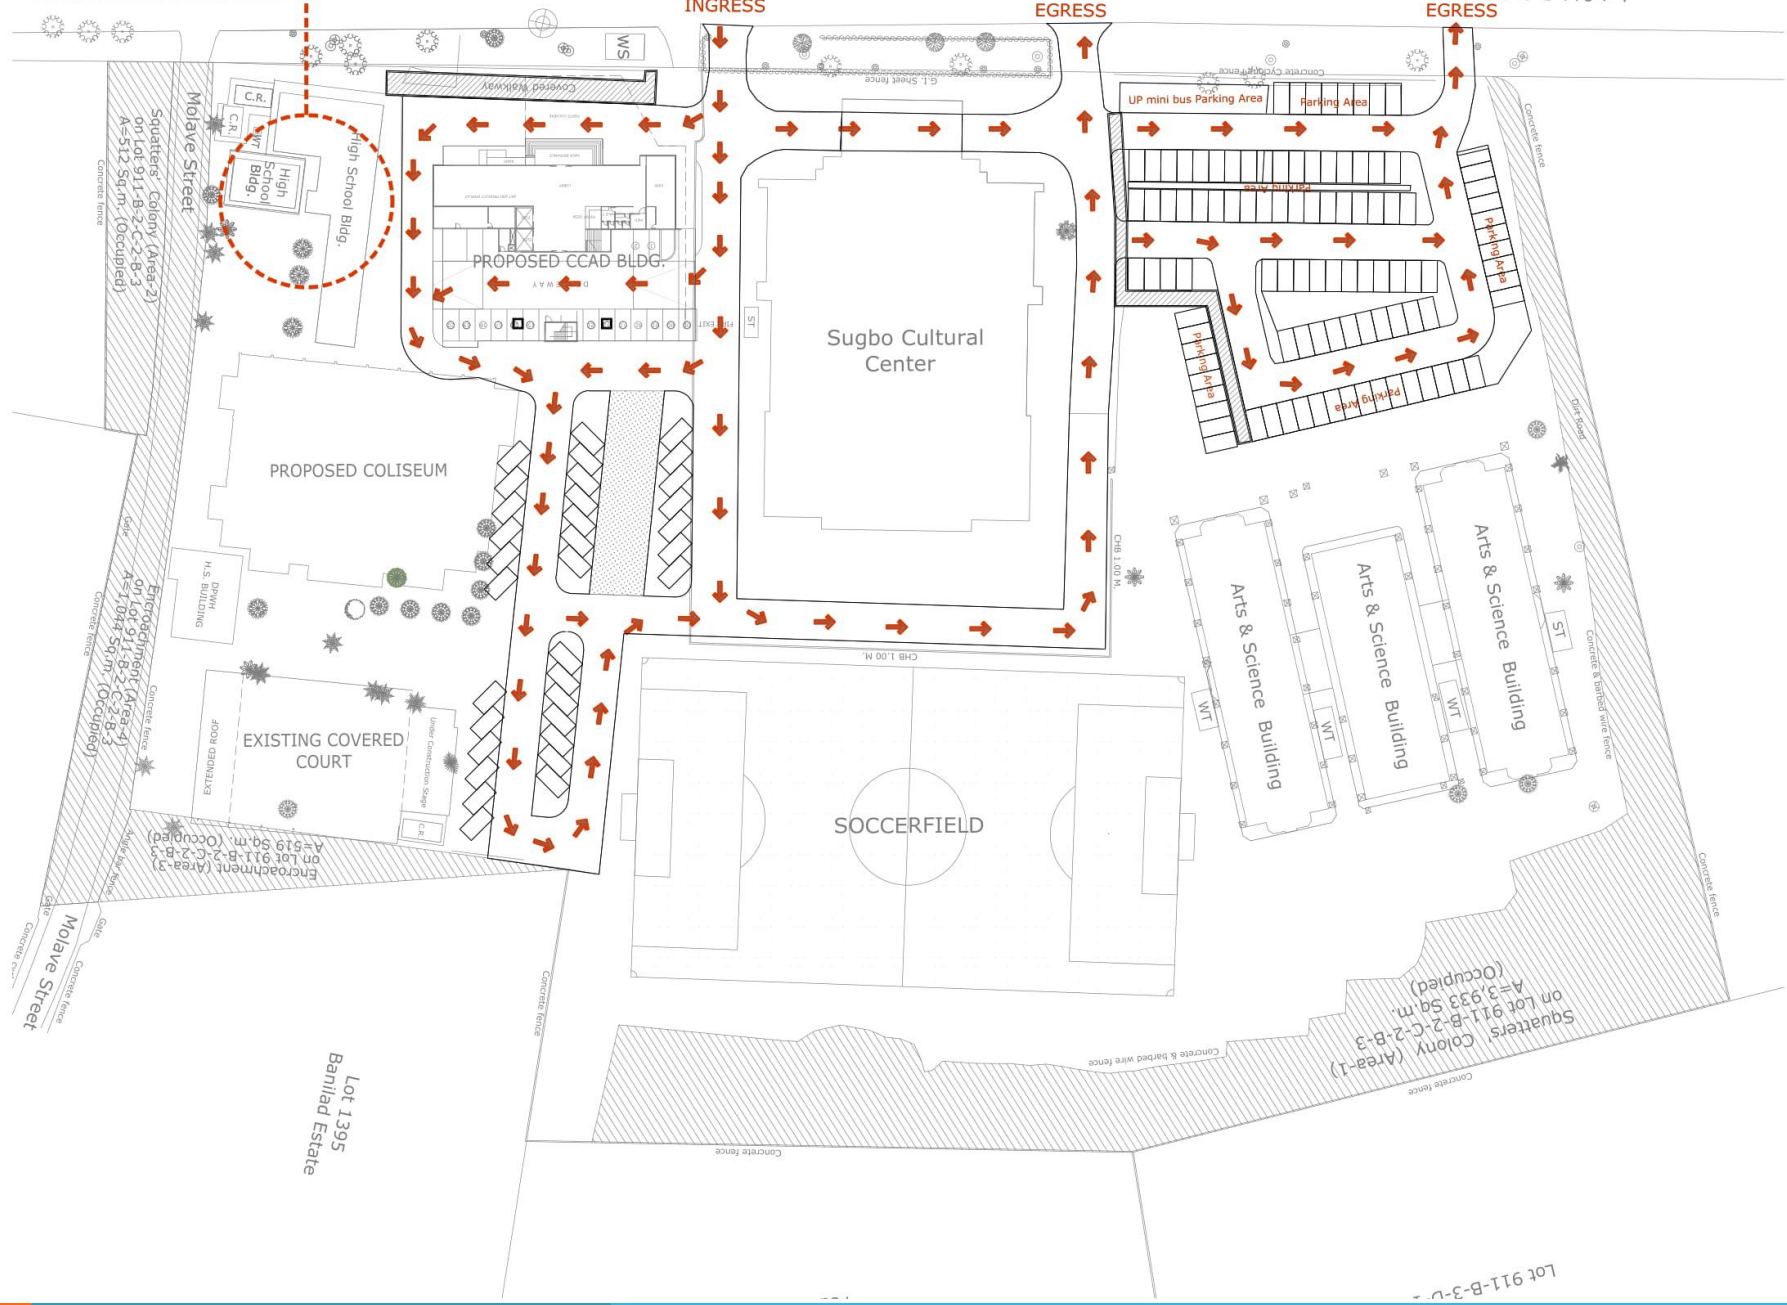 INGRESS
EGRESS
EGRESS
WS
Covered Walkway
G.I. Sheet fence
Concrete Cyclone Fence
UP mini bus Parking Area
Parking Area
C.R.
C.R.
WT
High
School
Bldg.
High School Bldg.
Molave Street
Squatters' Colony (Area-2)
on Lot 911-B-2-C-2-B-3
A=512 Sq.m. (Occupied)
Concrete fence
Concrete fence
Parking Area
Parking Area
PROPOSED CCAD BLDG.
FIRE EXIT
ST
Sugbo Cultural
Center
Parking Area
Parking Area
Dirt Road
PROPOSED COLISEUM
Gate
DPWH
H.S. BUILDING
Encroachment (Area-4)
on Lot 911-B-2-C-2-B-3
A=1,044 Sq.m. (Occupied)
Concrete fence
Concrete fence
CHB 1.00 M.
CHB 1.00 M.
Arts & Science Building
Arts & Science Building
Arts & Science Building
WT
WT
WT
ST
Concrete & barbed wire fence
EXTENDED ROOF
EXISTING COVERED
COURT
Under Construction Stage
C.R.
SOCCERFIELD
Encroachment (Area-3)
on Lot 911-B-2-C-2-B-3
A=519 Sq.m. (Occupied)
Angle bar fence
Gate
Gate
Molave Street
Concrete fence
Concrete fence
Concrete fence
Squatters' Colony (Area-1)
on Lot 911-B-2-C-2-B-3
A=3,933 Sq.m.
(Occupied)
Concrete & barbed wire fence
Concrete fence
Concrete fence
Lot 1395
Banilad Estate
Lot 911-B-3-D-1